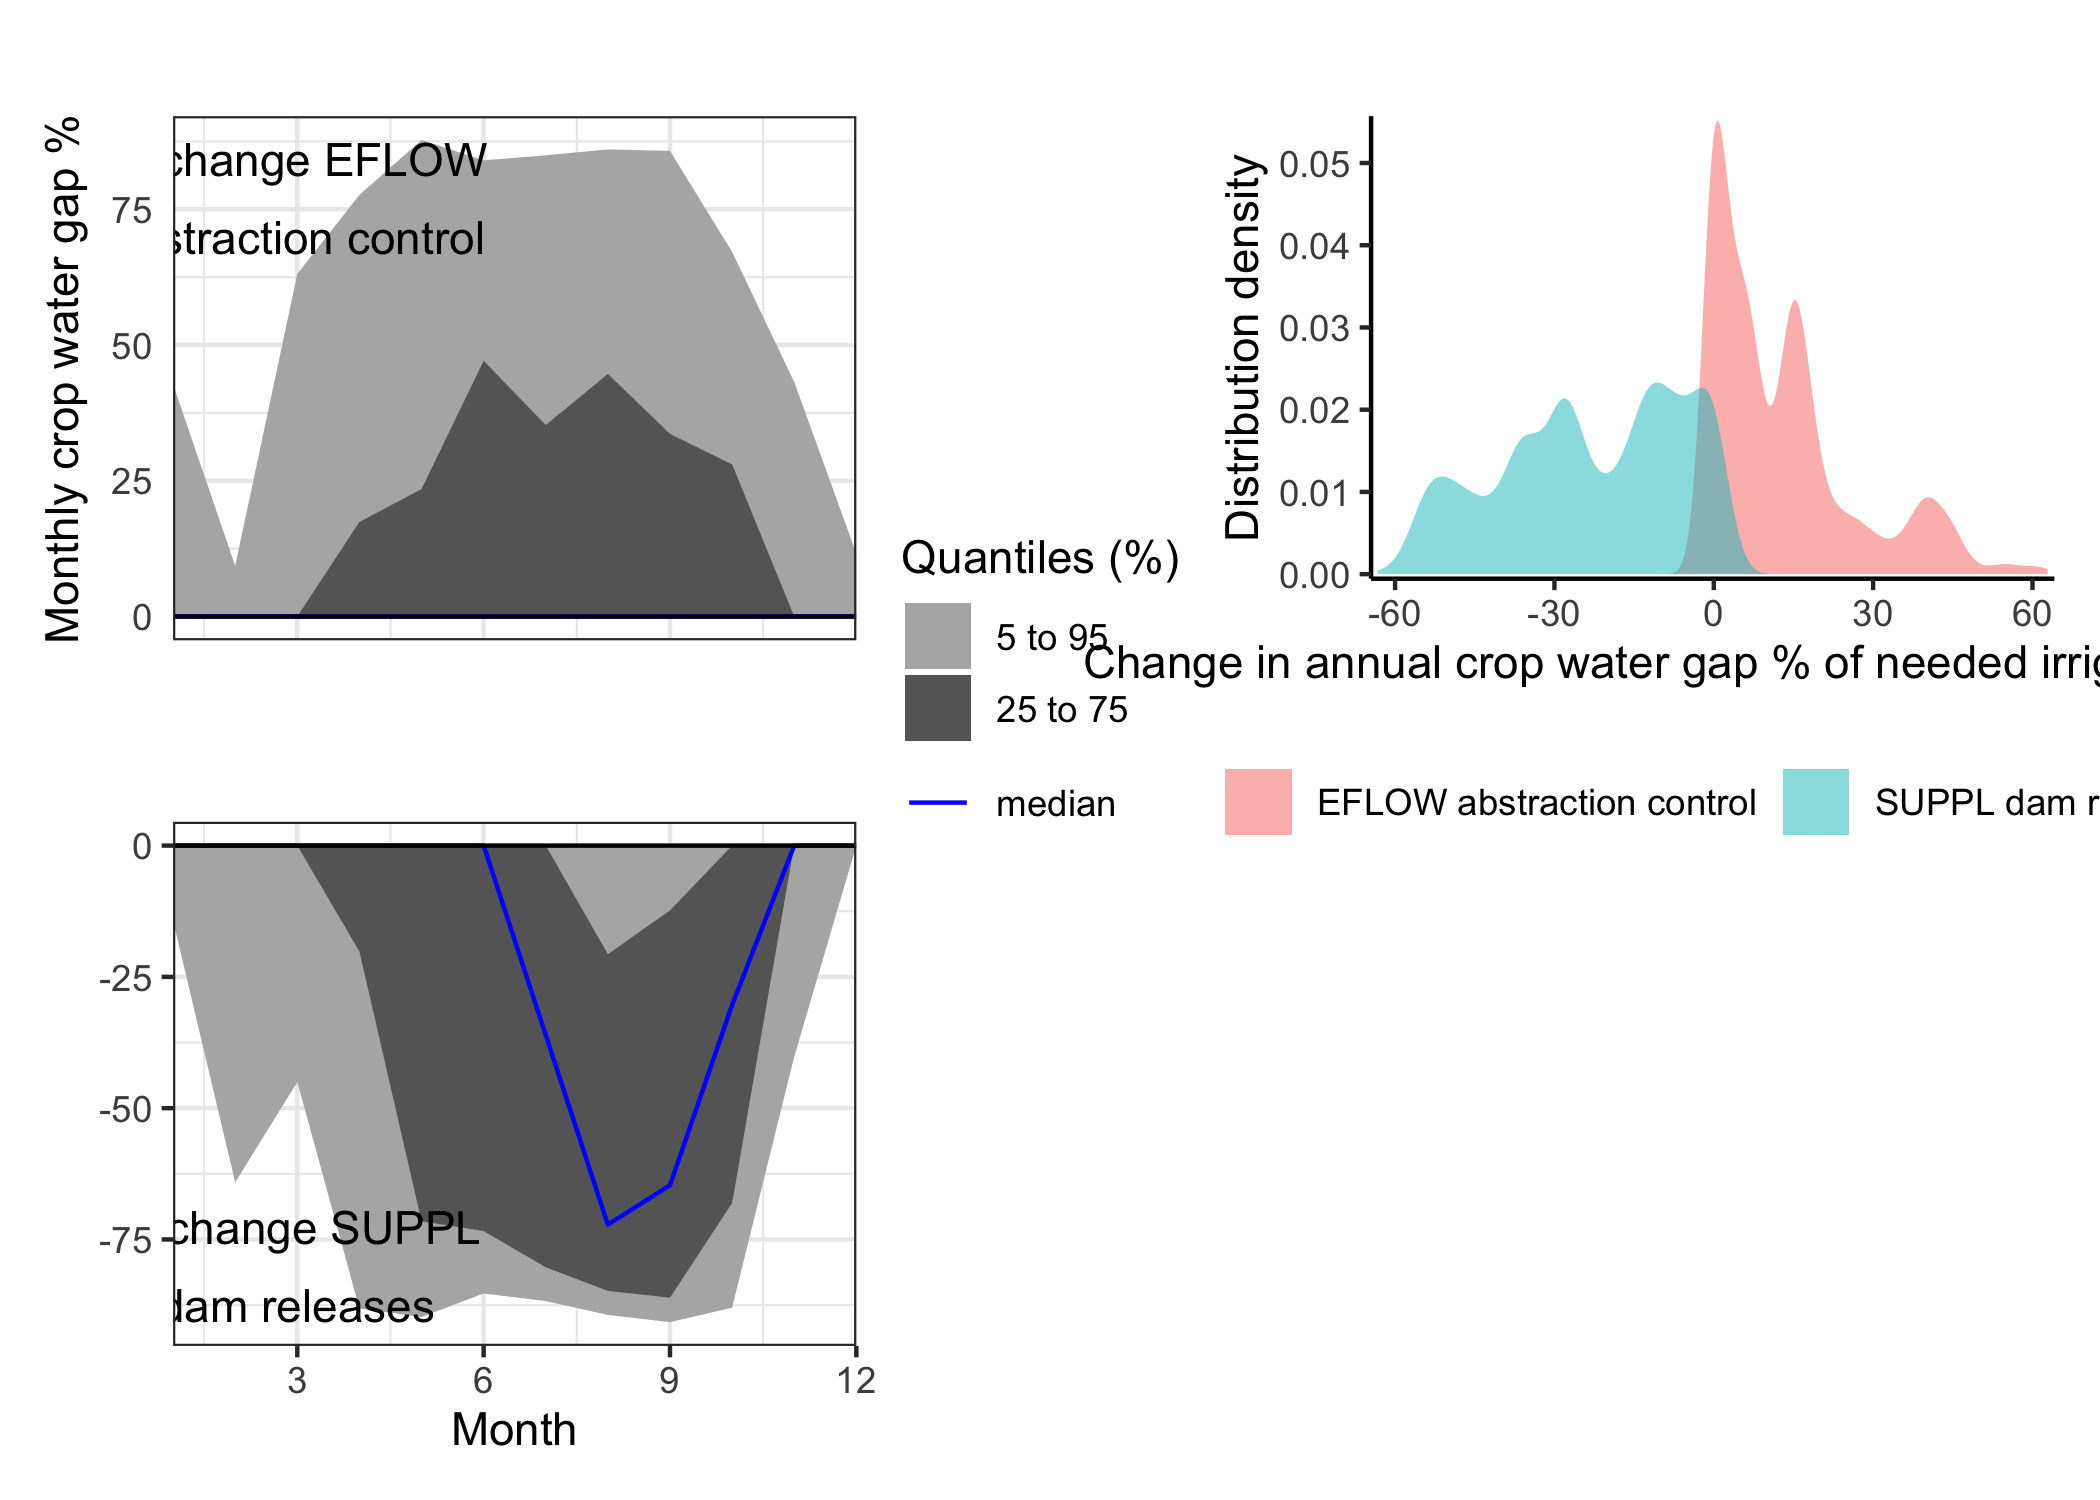 Monthly crop water gap %
75
50
25
0
change EFLOW
straction control
0
-25
-50
-75
change SUPPL
dam releases
3 6 9 12
Month
Quantiles (%)
5 to 95
25 to 75
median
Distribution density
0.05
0.04
0.03
0.02
0.01
0.00
-60 -30 0 30 60
Change in annual crop water gap % of needed irrig
EFLOW abstraction control SUPPL dam r